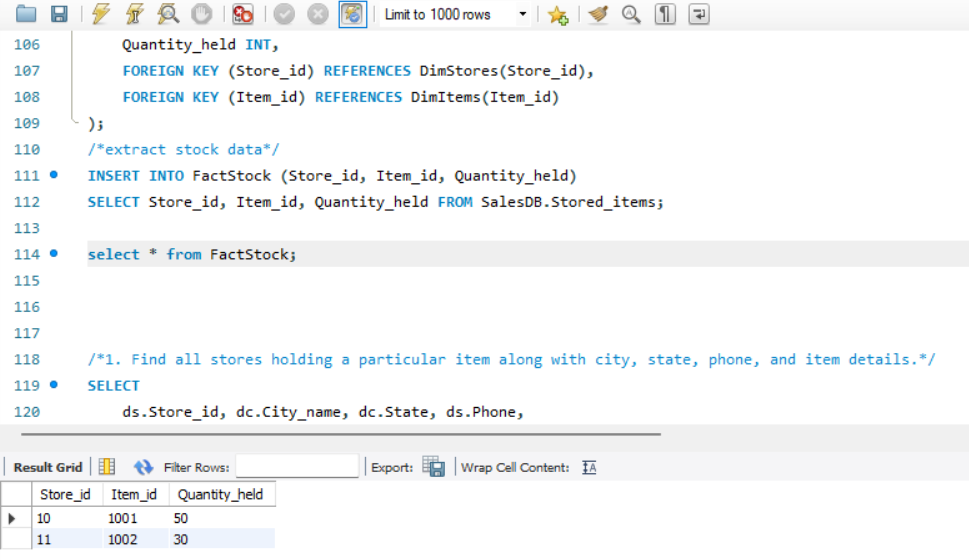 Limit to 1000 rows
106 Quantity_held INT,
107 FOREIGN KEY (Store_id) REFERENCES DimStores(Store_id),
108 FOREIGN KEY (Item_id) REFERENCES DimItems(Item_id)
109 );
110 /*extract stock data*/
111 INSERT INTO FactStock (Store_id, Item_id, Quantity_held)
112 SELECT Store_id, Item_id, Quantity_held FROM SalesDB.Stored_items;
113
114 select * from FactStock;
115
116
117
118 /*1. Find all stores holding a particular item along with city, state, phone, and item details.*/
119 SELECT
120 ds.Store_id, dc.City_name, dc.State, ds.Phone,
Result Grid Filter Rows: Export: Wrap Cell Content: IA
Store_id Item_id Quantity_held
10 1001 50
11 1002 30